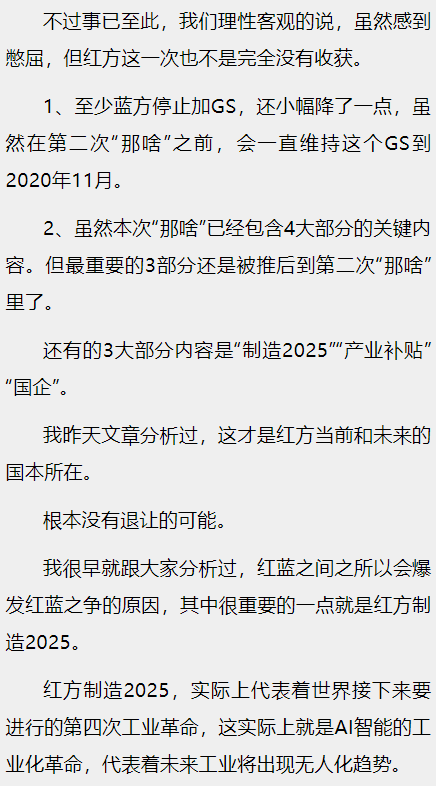 不过事已至此，我们理性客观的说，虽然感到
憋屈，但红方这一次也不是完全没有收获。
1、至少蓝方停止加GS，还小幅降了一点，虽
然在第二次“那啥”之前，会一直维持这个GS到
2020年11月。
2、虽然本次“那啥”已经包含4大部分的关键内
容。但最重要的3部分还是被推后到第二次“那啥”
里了。
还有的3大部分内容是“制造2025”“产业补贴”
“国企”。
我昨天文章分析过，这才是红方当前和未来的
国本所在。
根本没有退让的可能。
我很早就跟大家分析过，红蓝之间之所以会爆
发红蓝之争的原因，其中很重要的一点就是红方制
造2025。
红方制造2025，实际上代表着世界接下来要
进行的第四次工业革命，这实际上就是AI智能的工
业化革命，代表着未来工业将出现无人化趋势。